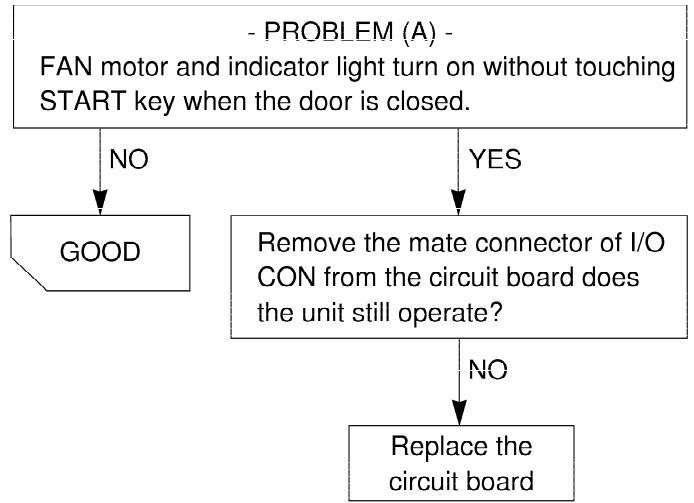 - PROBLEM (A) -
FAN motor and indicator light turn on without touching
START key when the door is closed.
NO
YES
GOOD
Remove the mate connector of I/O
CON from the circuit board does
the unit still operate?
NO
Replace the
circuit board